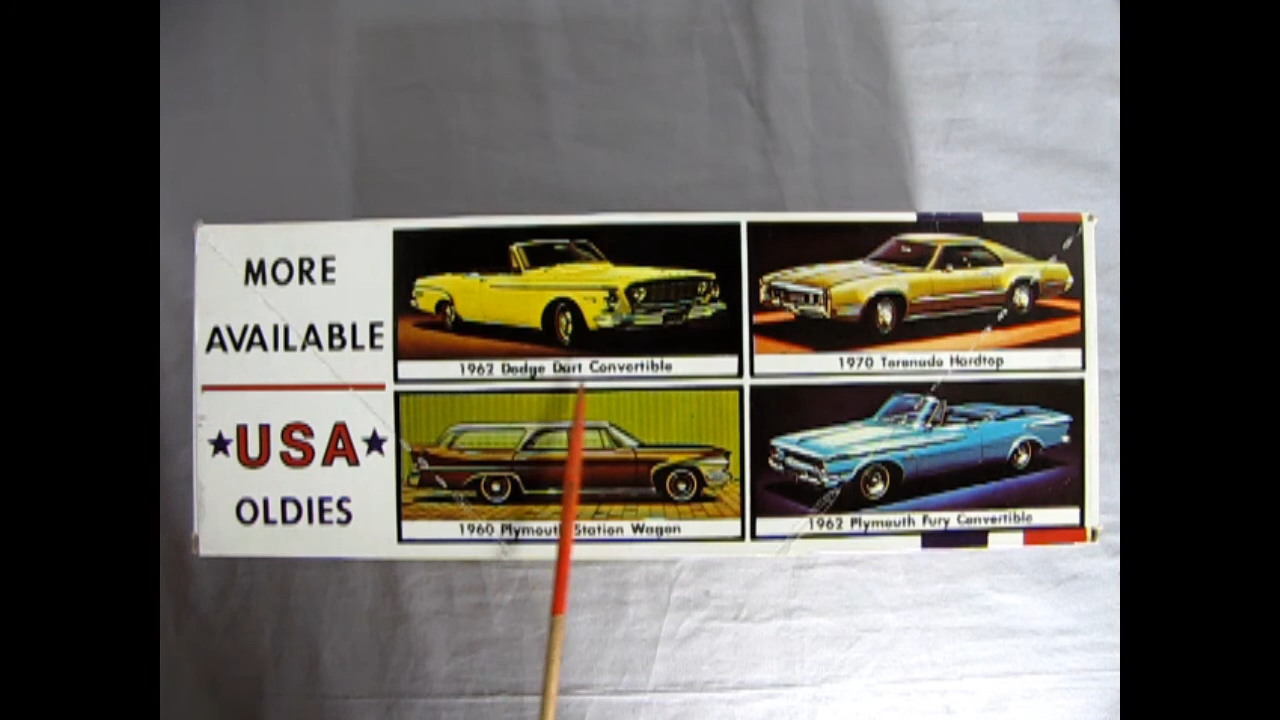 MORE
AVAILABLE
USA
OLDIES
1962 Dodge Dart Convertible
1970 Toronado Hardtop
1960 Plymouth Station Wagon
1962 Plymouth Fury Convertible